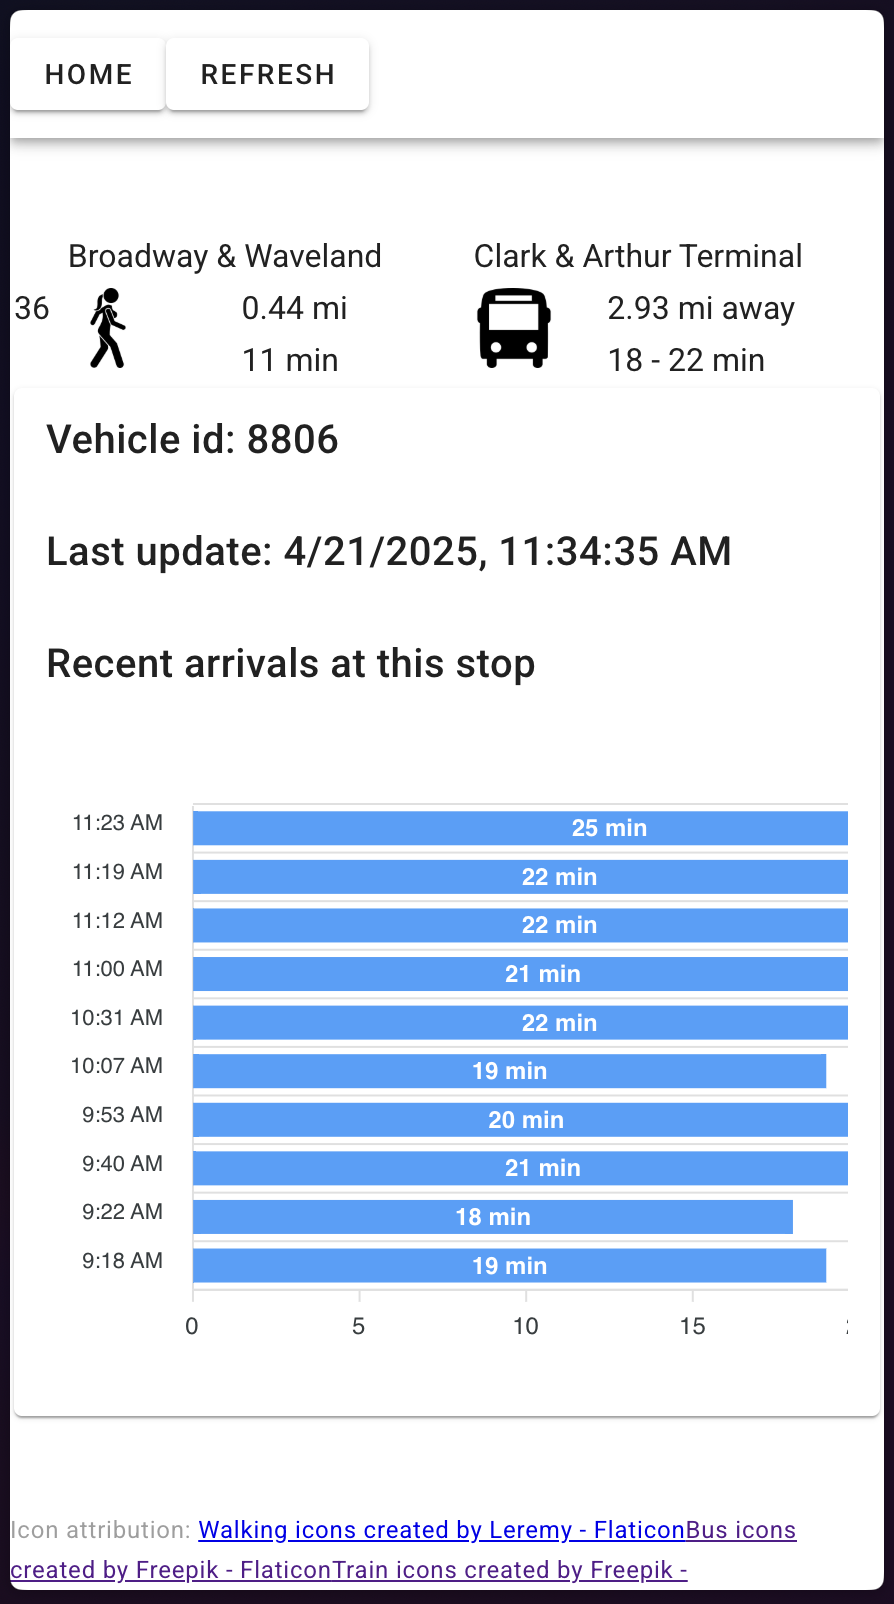 HOME REFRESH
Broadway & Waveland Clark & Arthur Terminal
36 0.44 mi 2.93 mi away
11 min 18 - 22 min
Vehicle id: 8806
Last update: 4/21/2025, 11:34:35 AM
Recent arrivals at this stop
11:23 AM 25 min
11:19 AM 22 min
11:12 AM 22 min
11:00 AM 21 min
10:31 AM 22 min
10:07 AM 19 min
9:53 AM 20 min
9:40 AM 21 min
9:22 AM 18 min
9:18 AM 19 min
0 5 10 15
Icon attribution: Walking icons created by Leremy - FlaticonBus icons
created by Freepik - FlaticonTrain icons created by Freepik -